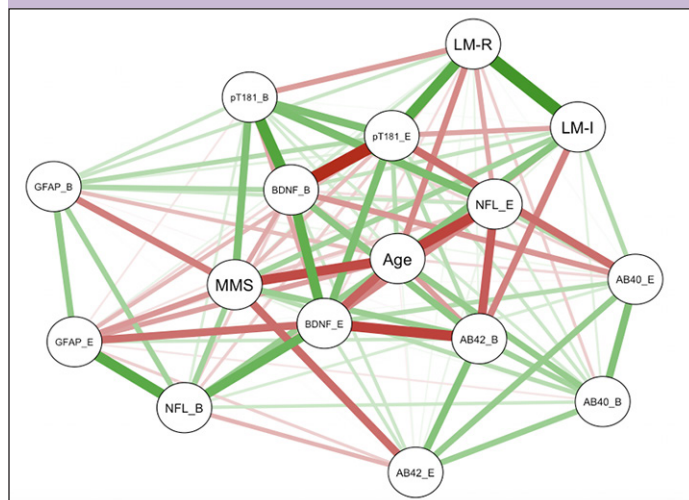 LM-R
pT181_B
LM-I
pT181_E
GFAP_B
BDNF_B
NFL_E
Age
MMS
AB40_E
BDNF_E
GFAP_E
AB42_B
NFL_B
AB40_B
AB42_E